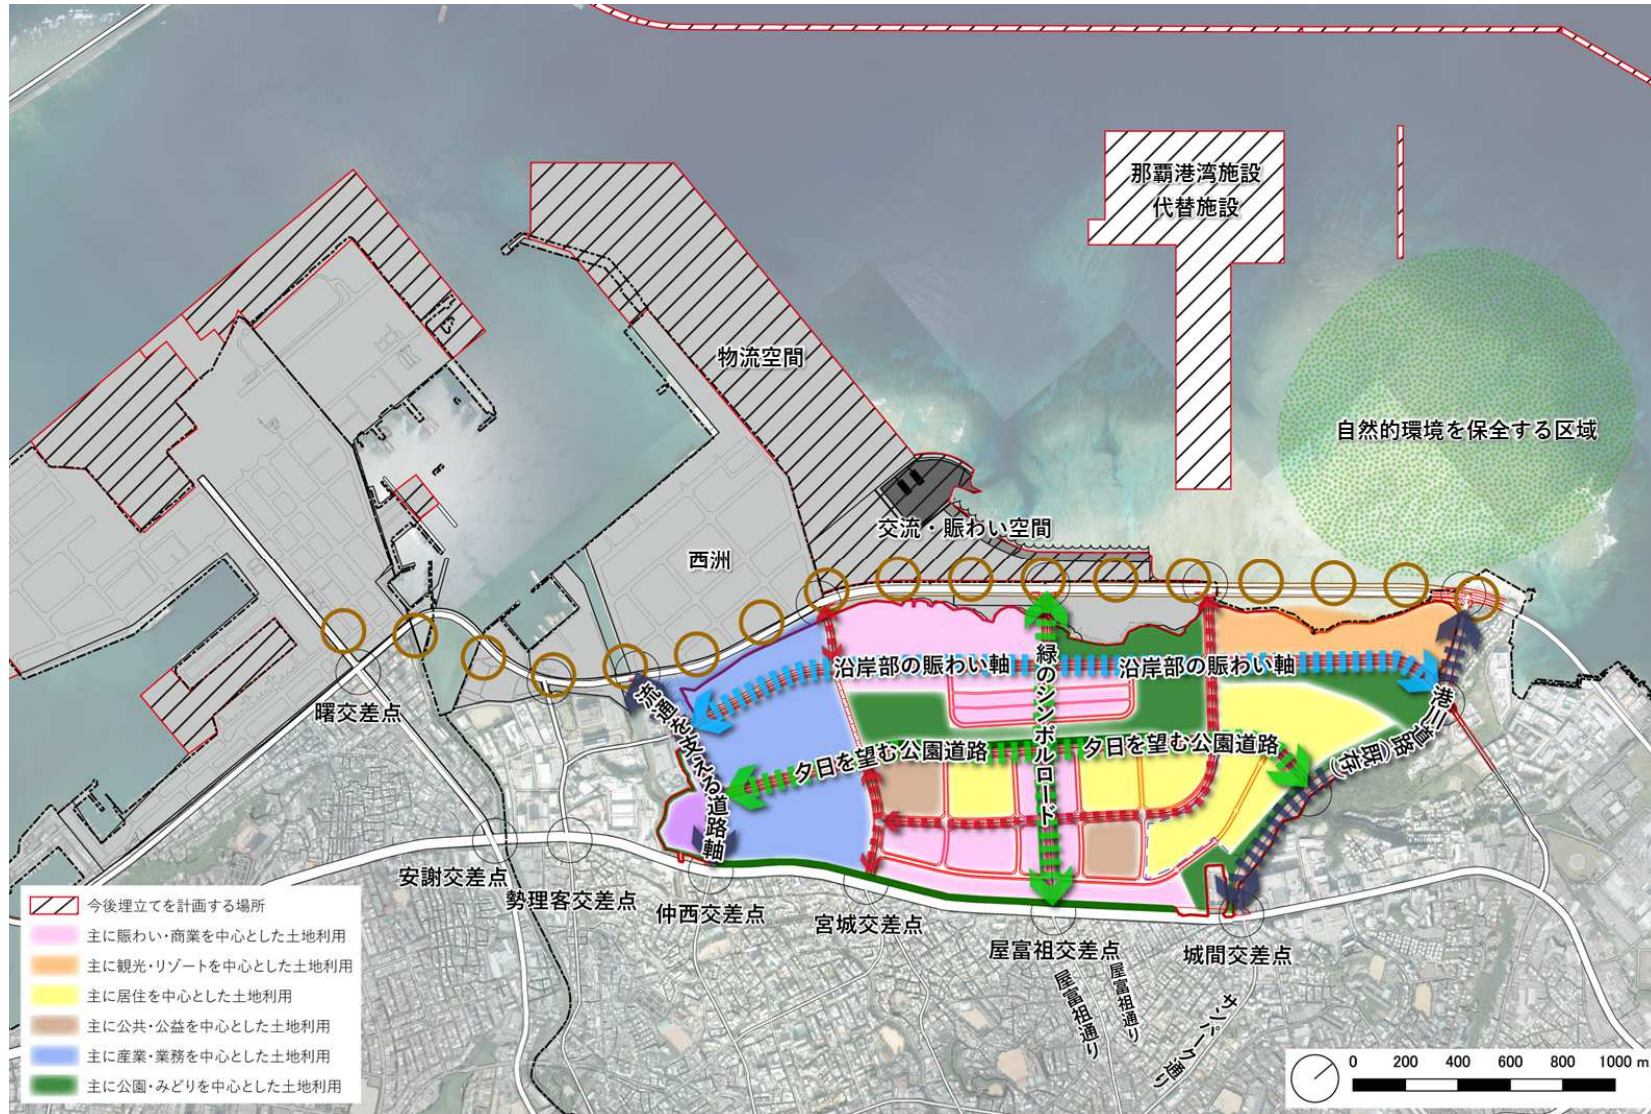 那覇港湾施設
代替施設
物流空間
自然的環境を保全する区域
交流・賑わい空間
西洲
沿岸部の賑わい軸
沿岸部の賑わい軸
緑のシンボルロード
流通を支える道路軸
夕日を望む公園道路
夕日を望む公園道路
港川道路(既存)
曙交差点
安謝交差点
勢理客交差点
仲西交差点
宮城交差点
屋富祖交差点
城間交差点
屋富祖通り
屋富祖通り
サンパーク通り
今後埋立てを計画する場所
主に賑わい・商業を中心とした土地利用
主に観光・リゾートを中心とした土地利用
主に居住を中心とした土地利用
主に公共・公益を中心とした土地利用
主に産業・業務を中心とした土地利用
主に公園・みどりを中心とした土地利用
0 200 400 600 800 1000 m